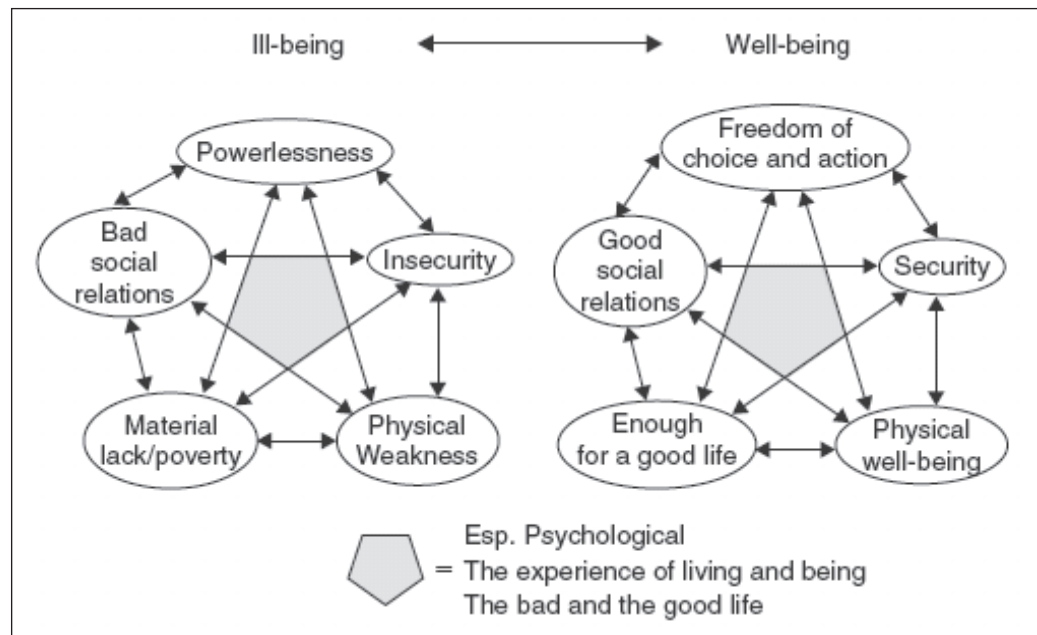 Ill-being
Well-being
Powerlessness
Bad
social
relations
Insecurity
Material
lack/poverty
Physical
Weakness
Freedom of
choice and action
Good
social
relations
Security
Enough
for a good life
Physical
well-being
Esp. Psychological
= The experience of living and being
The bad and the good life